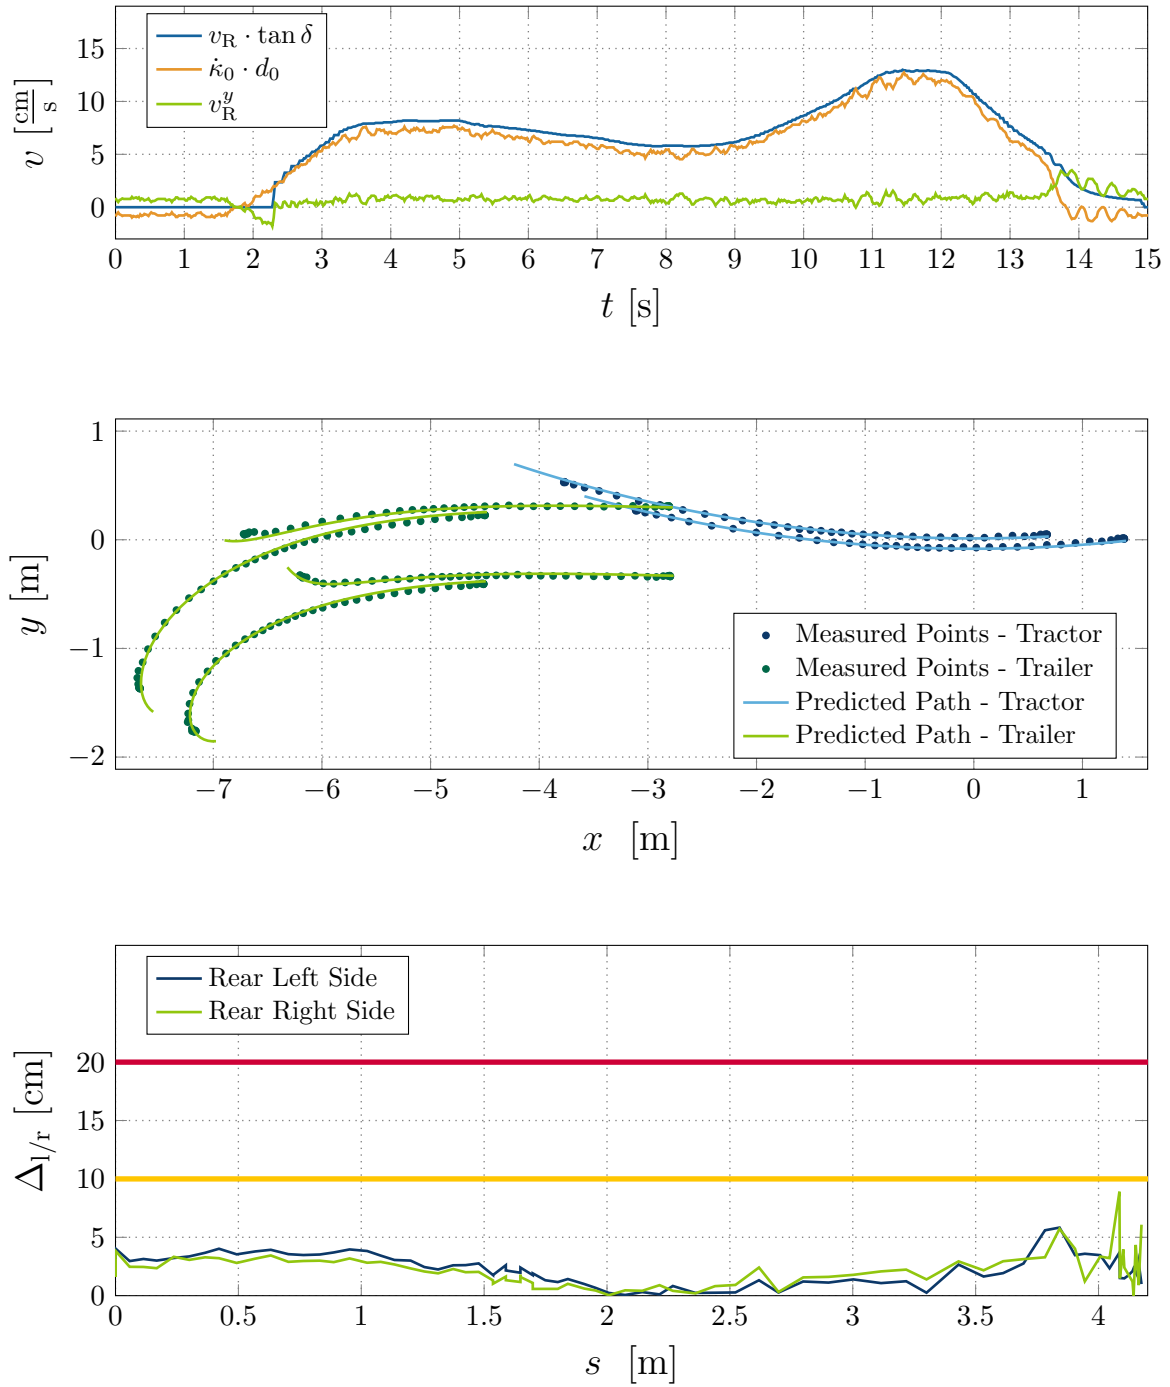 v_R · tan δ
κ̇_0 · d_0
v_R^y
v [cm/s]
15
10
5
0
0 1 2 3 4 5 6 7 8 9 10 11 12 13 14 15
t [s]
1
0
−1
−2
y [m]
Measured Points - Tractor
Measured Points - Trailer
Predicted Path - Tractor
Predicted Path - Trailer
−7 −6 −5 −4 −3 −2 −1 0 1
x [m]
Rear Left Side
Rear Right Side
Δ_l/r [cm]
20
15
10
5
0
0 0.5 1 1.5 2 2.5 3 3.5 4
s [m]